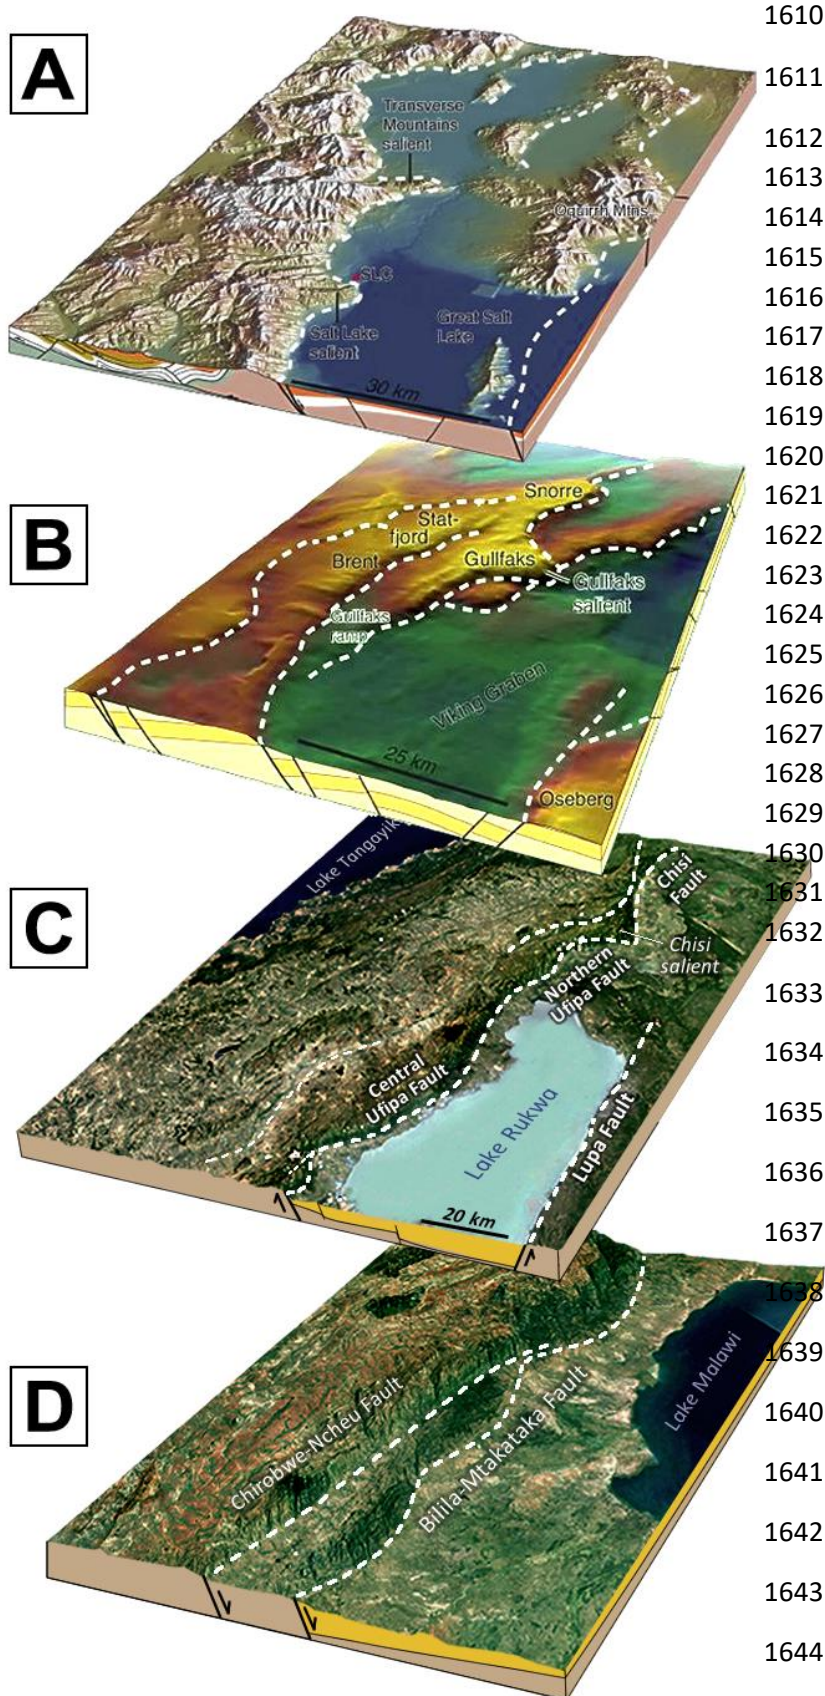 1610
A
1611
Transverse
Mountains
salient
1612
1613
Oquirrh Mtns
1614
1615
SLC
1616
Great Salt
Lake
Salt Lake
salient
1617
1618
30 km
1619
1620
B
Snorre
1621
Stat-
fjord
1622
Brent
Gullfaks
1623
Gullfaks
salient
Gullfaks
ramp
1624
1625
Viking Graben
1626
1627
25 km
1628
Oseberg
1629
C
Lake Tangayik
1630
Chisi
Fault
1631
1632
Chisi
salient
Northern
Ufipa Fault
1633
1634
Central
Ufipa Fault
Lake Rukwa
1635
Lupa Fault
1636
20 km
1637
1638
D
1639
Lake Malawi
Chirobwe-Ncheu Fault
1640
Bilila-Mtakataka Fault
1641
1642
1643
1644